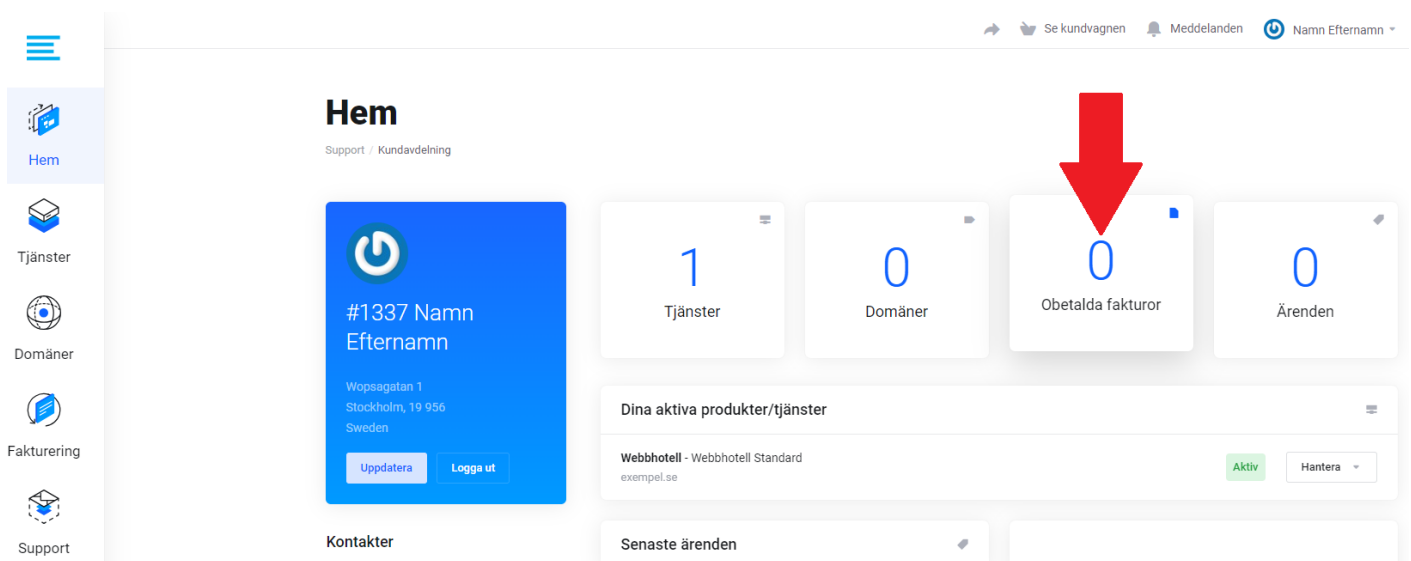 Se kundvagnen
Meddelanden
Namn Efternamn
Hem
Tjänster
Domäner
Fakturering
Support
Hem
Support / Kundavdelning
#1337 Namn
Efternamn
Wopsagatan 1
Stockholm, 19 956
Sweden
Uppdatera
Logga ut
Kontakter
1
Tjänster
0
Domäner
0
Obetalda fakturor
0
Ärenden
Dina aktiva produkter/tjänster
Webbhotell - Webbhotell Standard
exempel.se
Aktiv
Hantera
Senaste ärenden